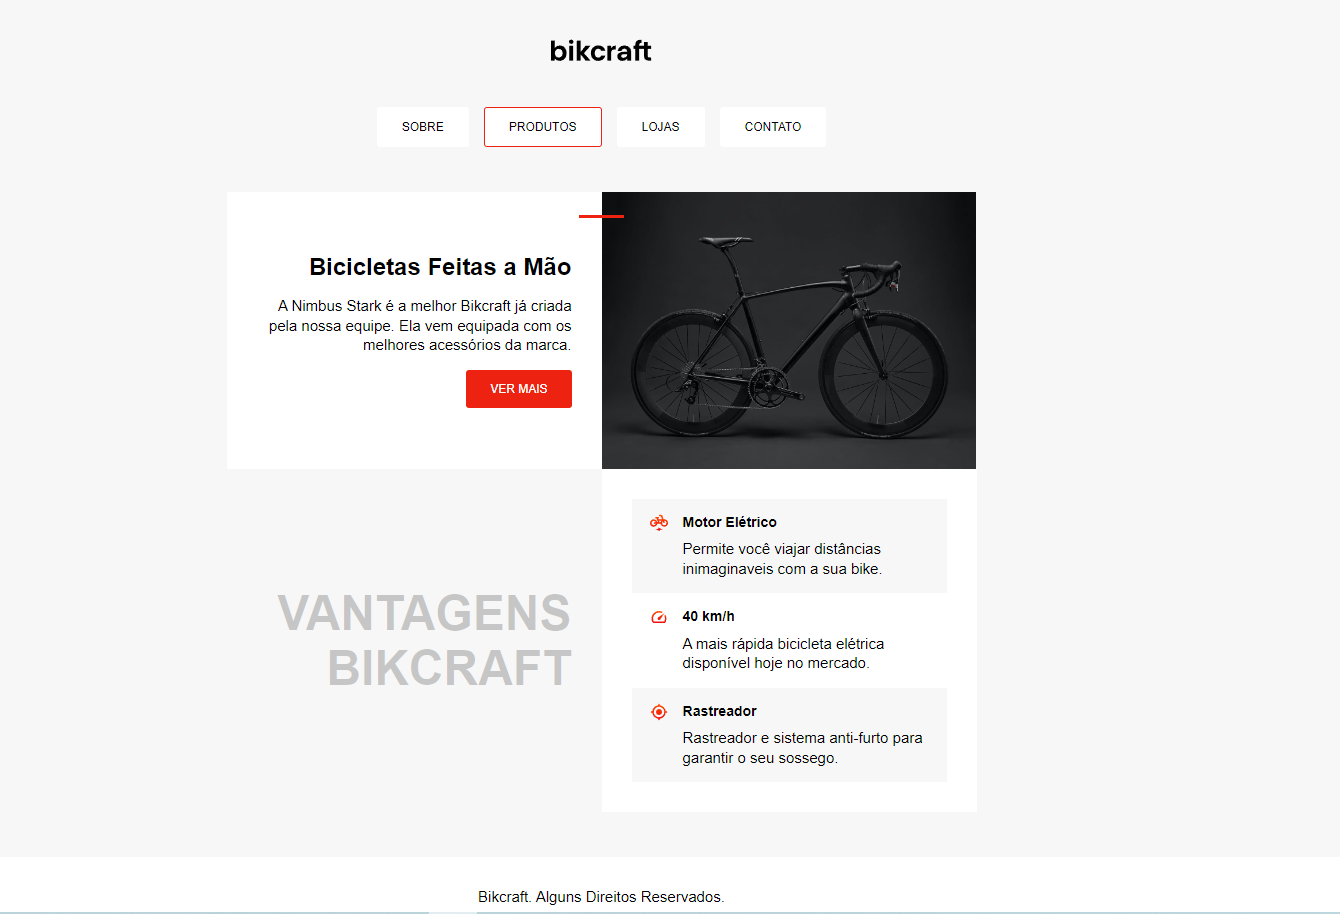 bikcraft
SOBRE
PRODUTOS
LOJAS
CONTATO
Bicicletas Feitas a Mão
A Nimbus Stark é a melhor Bikcraft já criada
pela nossa equipe. Ela vem equipada com os
melhores acessórios da marca.
VER MAIS
VANTAGENS
BIKCRAFT
Motor Elétrico
Permite você viajar distâncias
inimaginaveis com a sua bike.
40 km/h
A mais rápida bicicleta elétrica
disponível hoje no mercado.
Rastreador
Rastreador e sistema anti-furto para
garantir o seu sossego.
Bikcraft. Alguns Direitos Reservados.